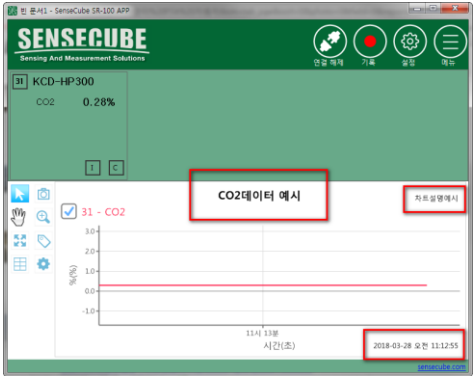 빈 문서1 - SenseCube SR-100 APP
SENSECUBE
Sensing And Measurement Solutions
연결 해제
기록
설정
메뉴
31 KCD-HP300
CO2 0.28%
I C
CO2데이터 예시
차트설명예시
31 - CO2
3.0
2.0
1.0
0.0
-1.0
%(%)
11시 13분
시간(초)
2018-03-28 오전 11:12:55
sensecube.com